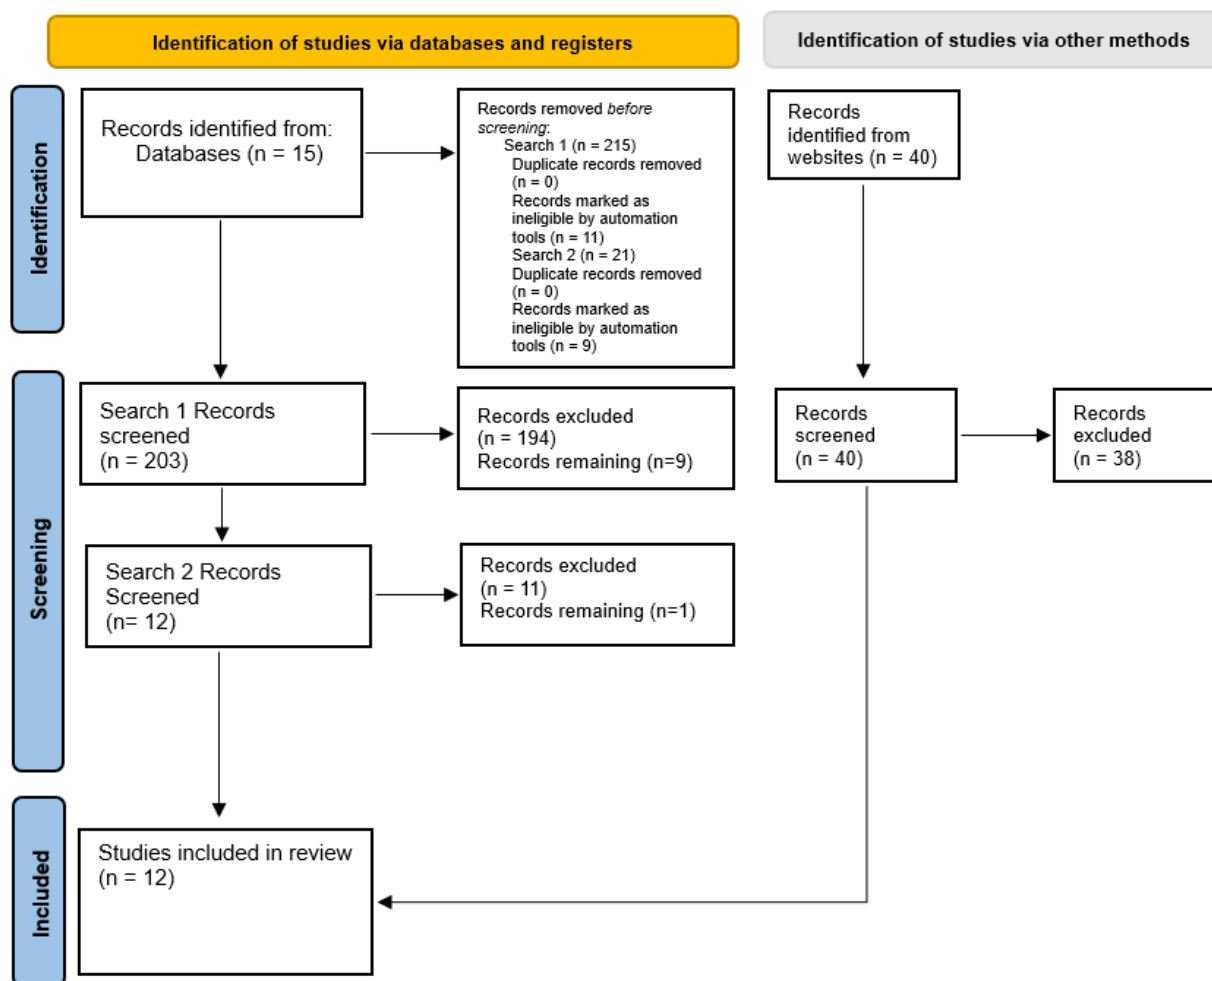 Identification of studies via databases and registers
Identification of studies via other methods
Identification
Records identified from:
Databases (n = 15)
Records removed before
screening:
Search 1 (n = 215)
Duplicate records removed
(n = 0)
Records marked as
ineligible by automation
tools (n = 11)
Search 2 (n = 21)
Duplicate records removed
(n = 0)
Records marked as
ineligible by automation
tools (n = 9)
Records
identified from
websites (n = 40)
Screening
Search 1 Records
screened
(n = 203)
Records excluded
(n = 194)
Records remaining (n=9)
Records
screened
(n = 40)
Records
excluded
(n = 38)
Search 2 Records
Screened
(n= 12)
Records excluded
(n = 11)
Records remaining (n=1)
Included
Studies included in review
(n = 12)